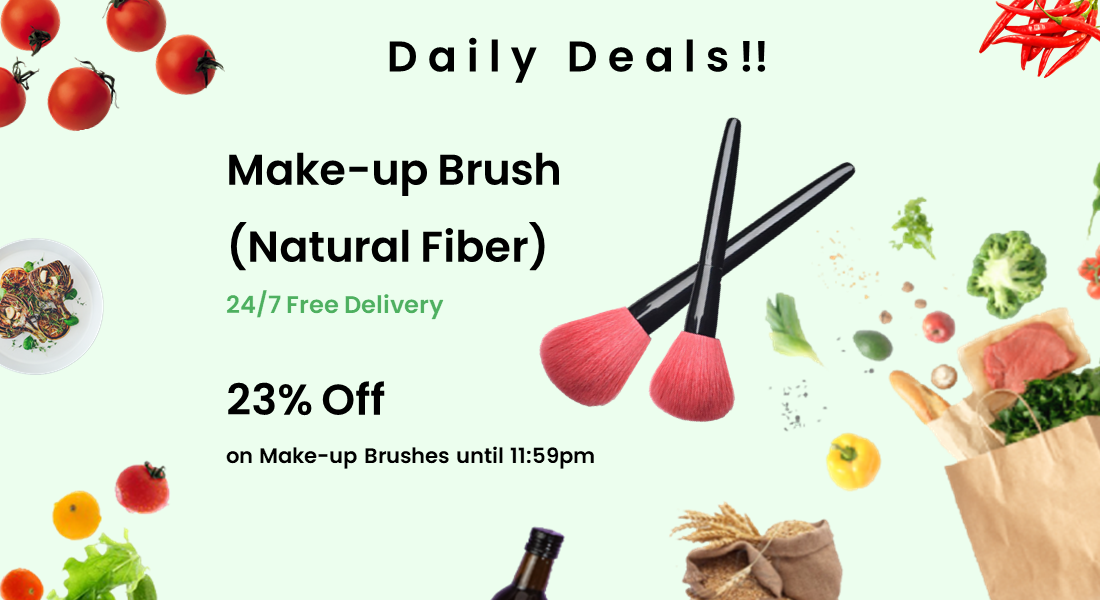 Daily Deals!!
Make-up Brush
(Natural Fiber)
24/7 Free Delivery
23% Off
on Make-up Brushes until 11:59pm